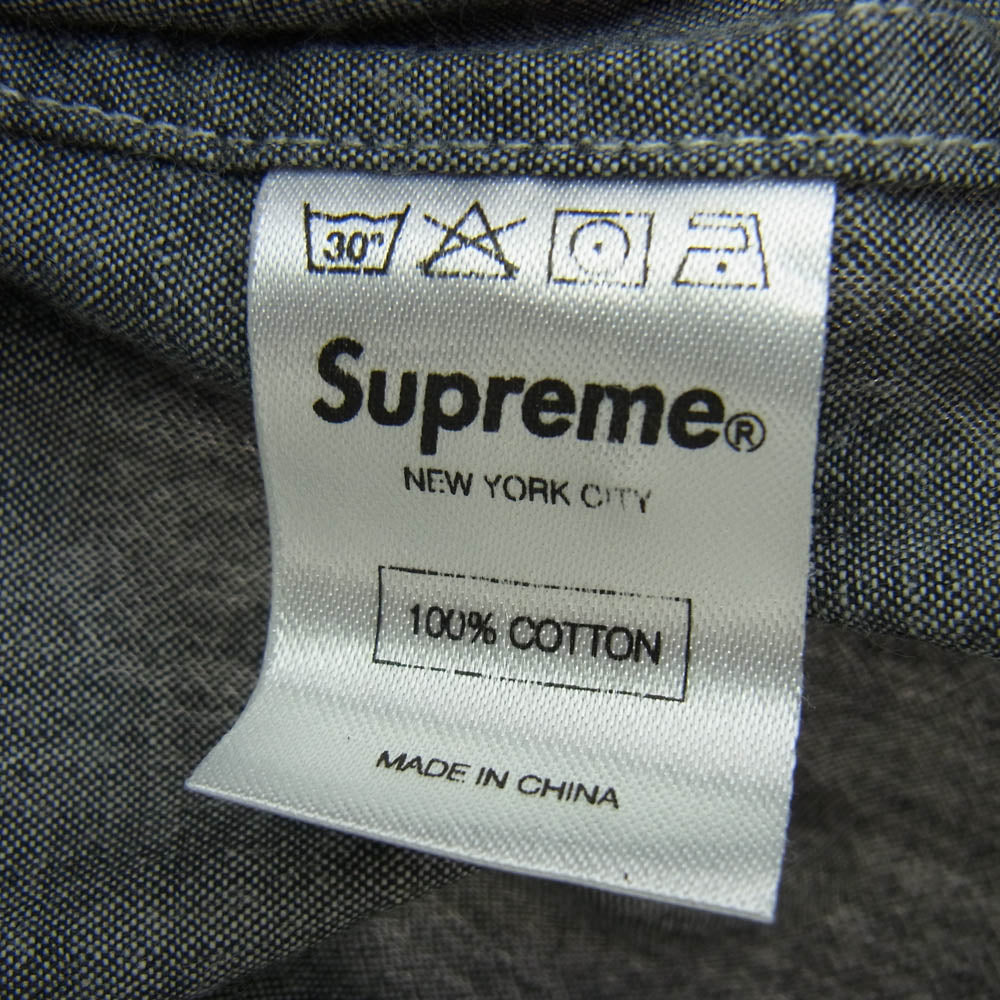 30°
Supreme®
NEW YORK CITY
100% COTTON
MADE IN CHINA